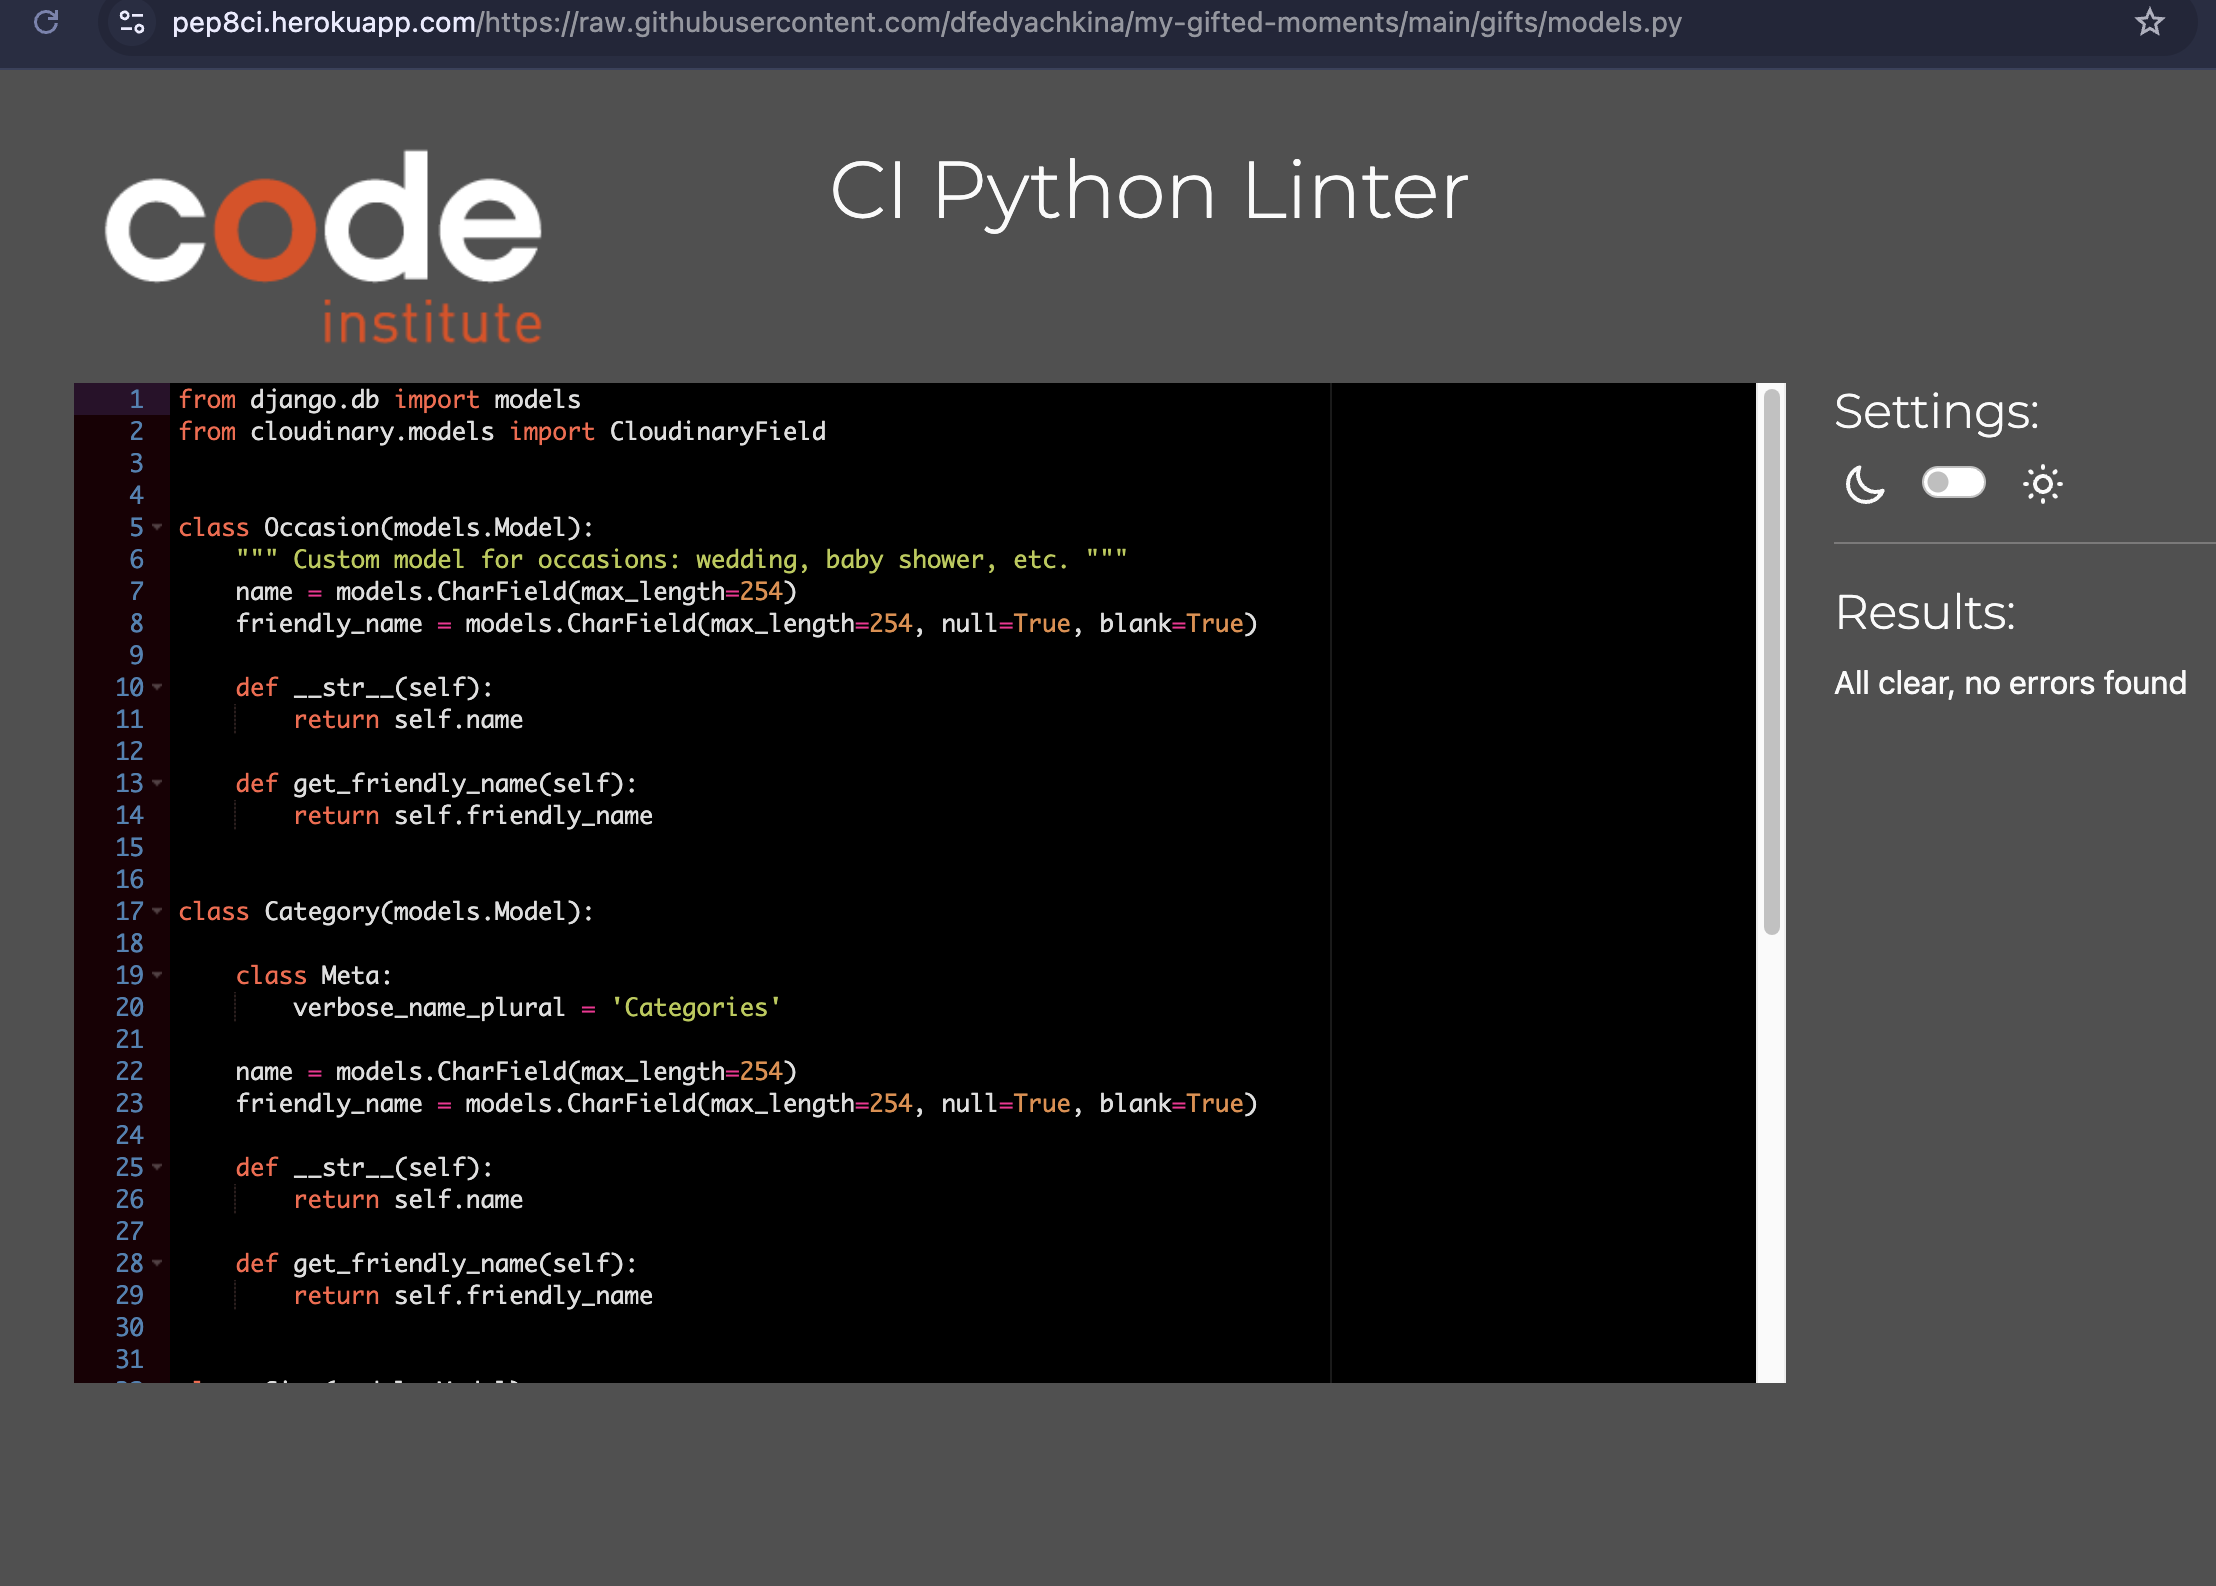 pep8ci.herokuapp.com/https://raw.githubusercontent.com/dfedyachkina/my-gifted-moments/main/gifts/models.py
code
institute
CI Python Linter
1 from django.db import models
2 from cloudinary.models import CloudinaryField
3
4
5 class Occasion(models.Model):
6     """ Custom model for occasions: wedding, baby shower, etc. """
7     name = models.CharField(max_length=254)
8     friendly_name = models.CharField(max_length=254, null=True, blank=True)
9
10     def __str__(self):
11         return self.name
12
13     def get_friendly_name(self):
14         return self.friendly_name
15
16
17 class Category(models.Model):
18
19     class Meta:
20         verbose_name_plural = 'Categories'
21
22     name = models.CharField(max_length=254)
23     friendly_name = models.CharField(max_length=254, null=True, blank=True)
24
25     def __str__(self):
26         return self.name
27
28     def get_friendly_name(self):
29         return self.friendly_name
30
31
Settings:
Results:
All clear, no errors found